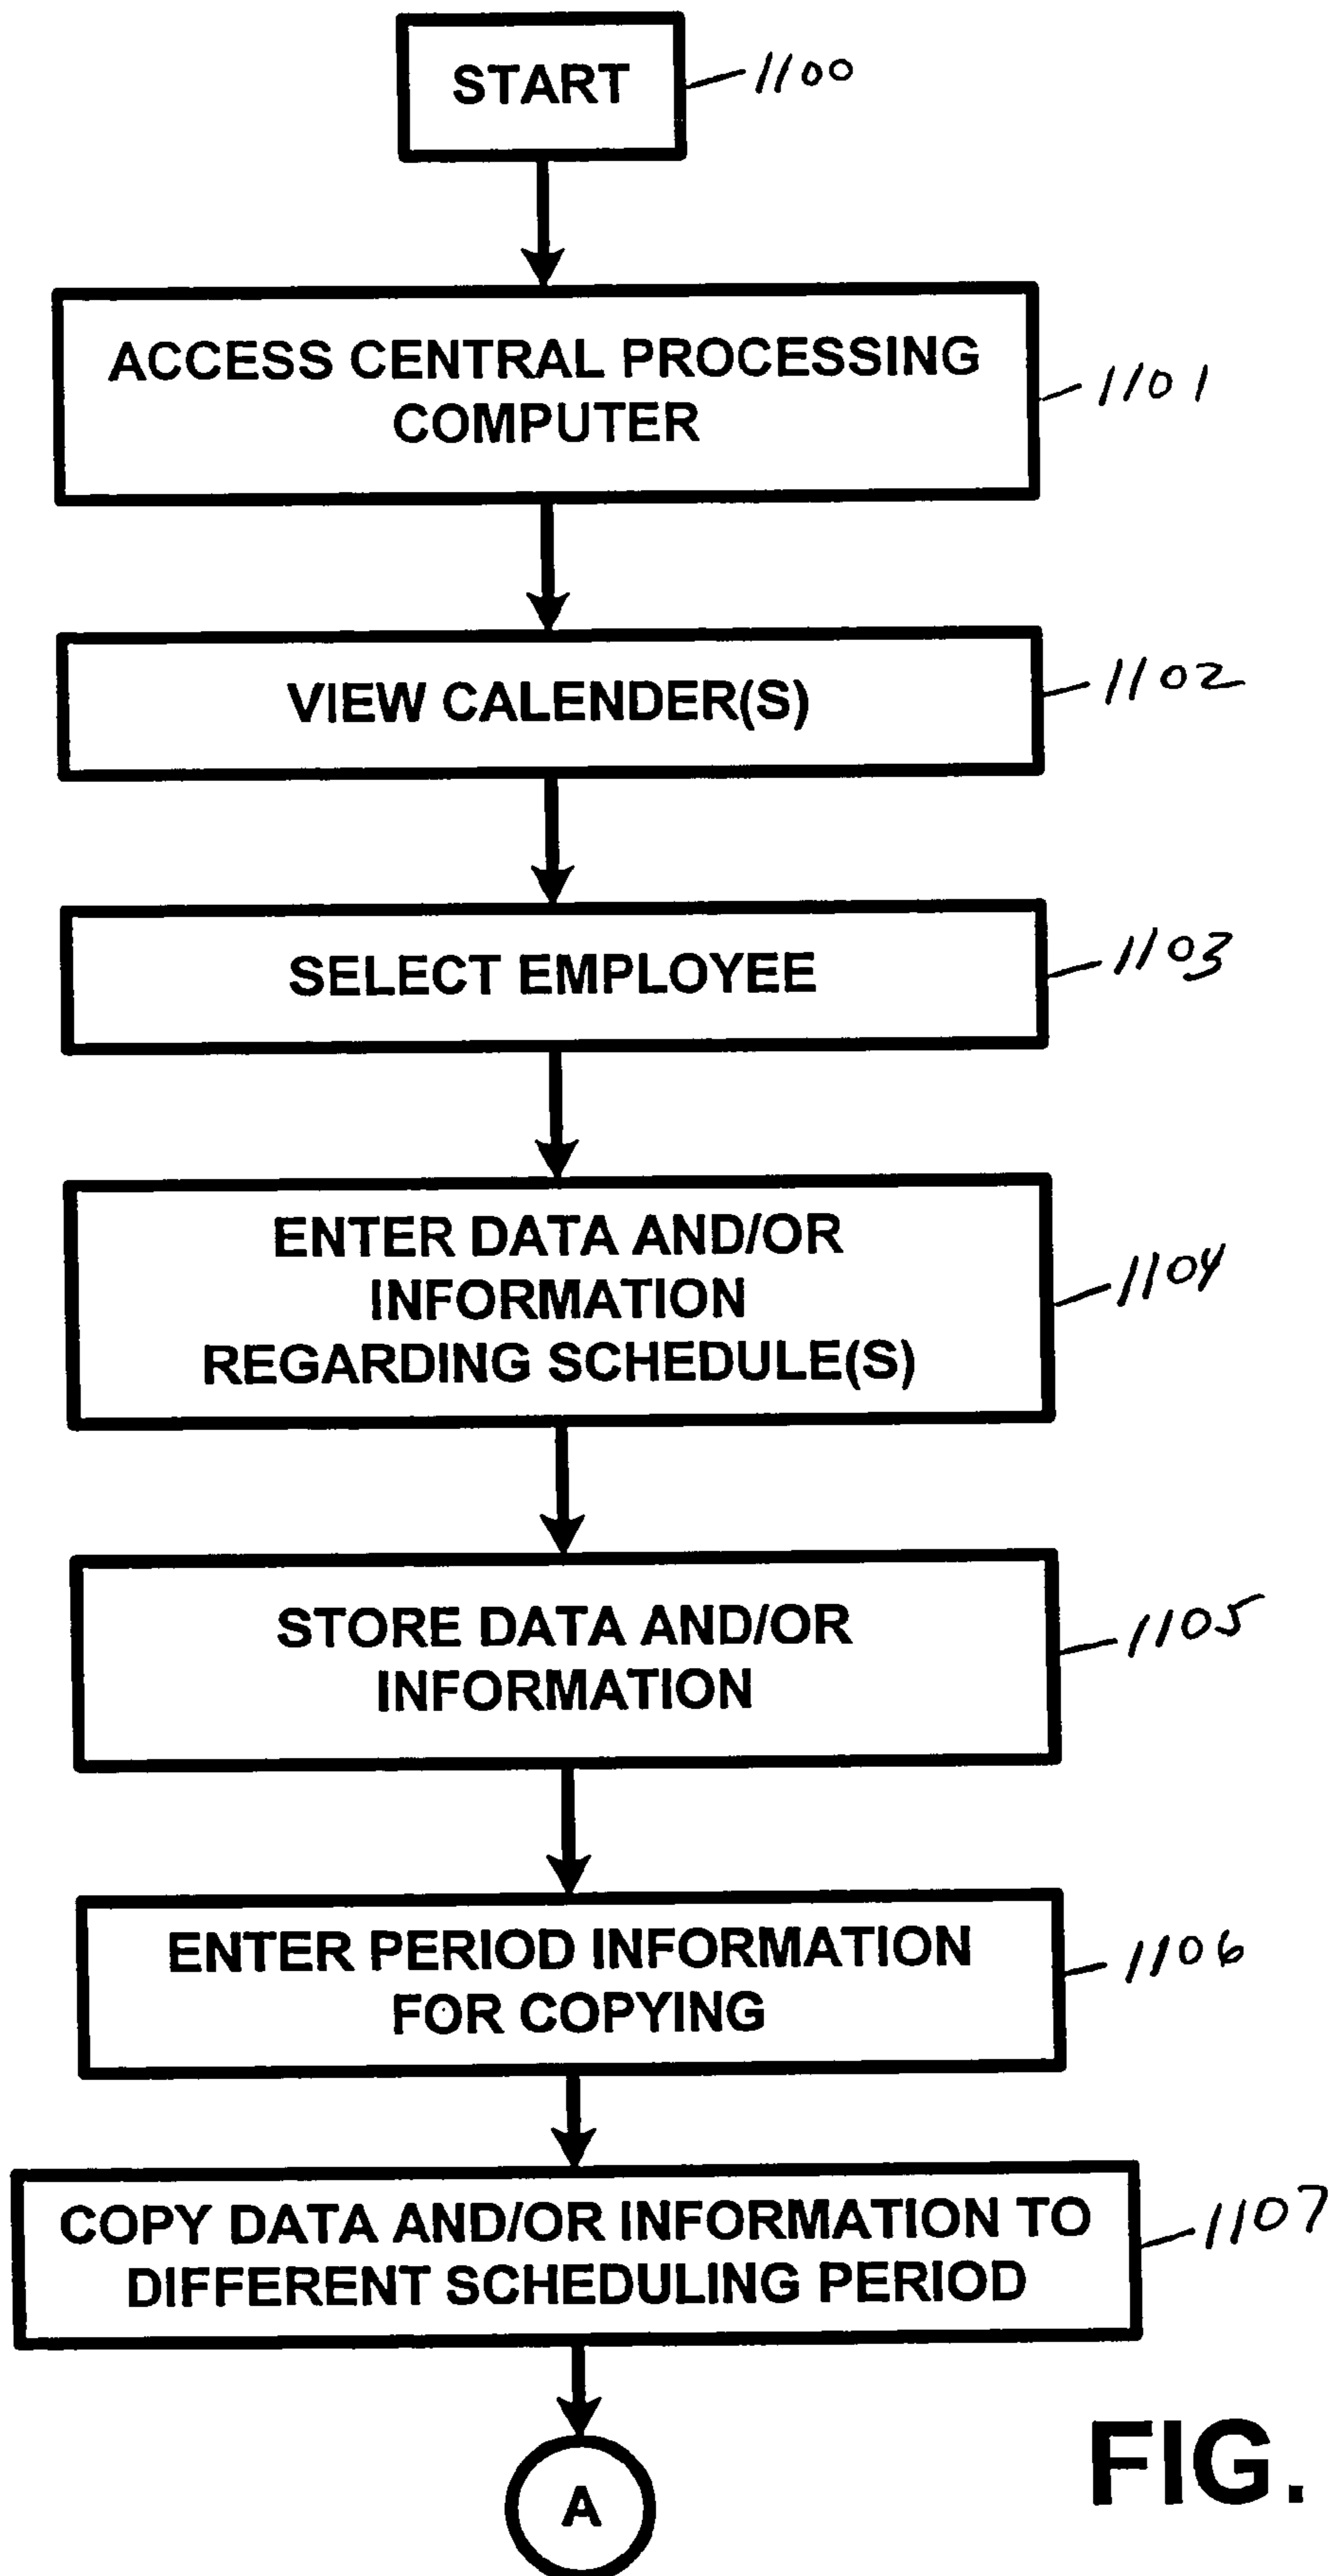 START
1100
ACCESS CENTRAL PROCESSING
COMPUTER
1101
VIEW CALENDER(S)
1102
SELECT EMPLOYEE
1103
ENTER DATA AND/OR
INFORMATION
REGARDING SCHEDULE(S)
1104
STORE DATA AND/OR
INFORMATION
1105
ENTER PERIOD INFORMATION
FOR COPYING
1106
COPY DATA AND/OR INFORMATION TO
DIFFERENT SCHEDULING PERIOD
1107
A
FIG.